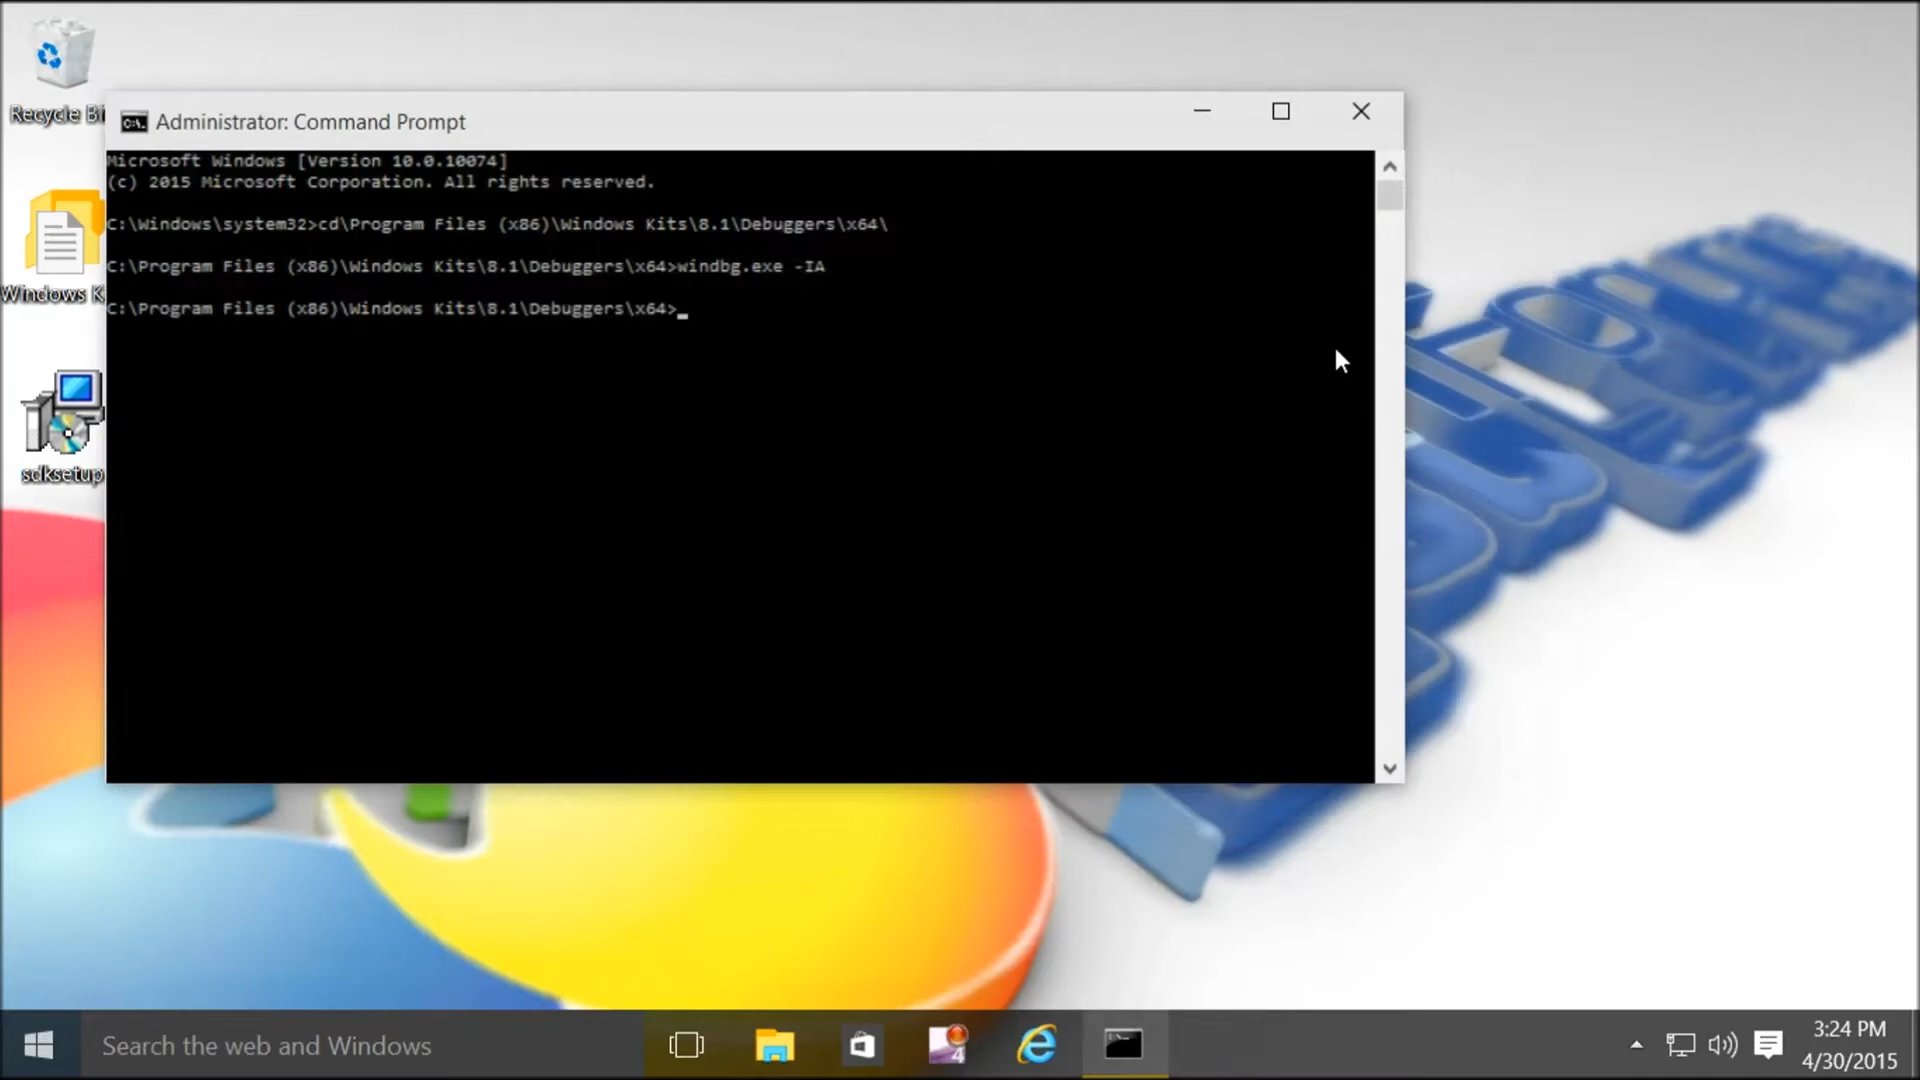 Recycle Bi
Administrator: Command Prompt
Microsoft Windows [Version 10.0.10074]
(c) 2015 Microsoft Corporation. All rights reserved.
C:\Windows\system32>cd\Program Files (x86)\Windows Kits\8.1\Debuggers\x64\
C:\Program Files (x86)\Windows Kits\8.1\Debuggers\x64>windbg.exe -IA
C:\Program Files (x86)\Windows Kits\8.1\Debuggers\x64>_
Windows K
sdksetup
Search the web and Windows
4
3:24 PM
4/30/2015